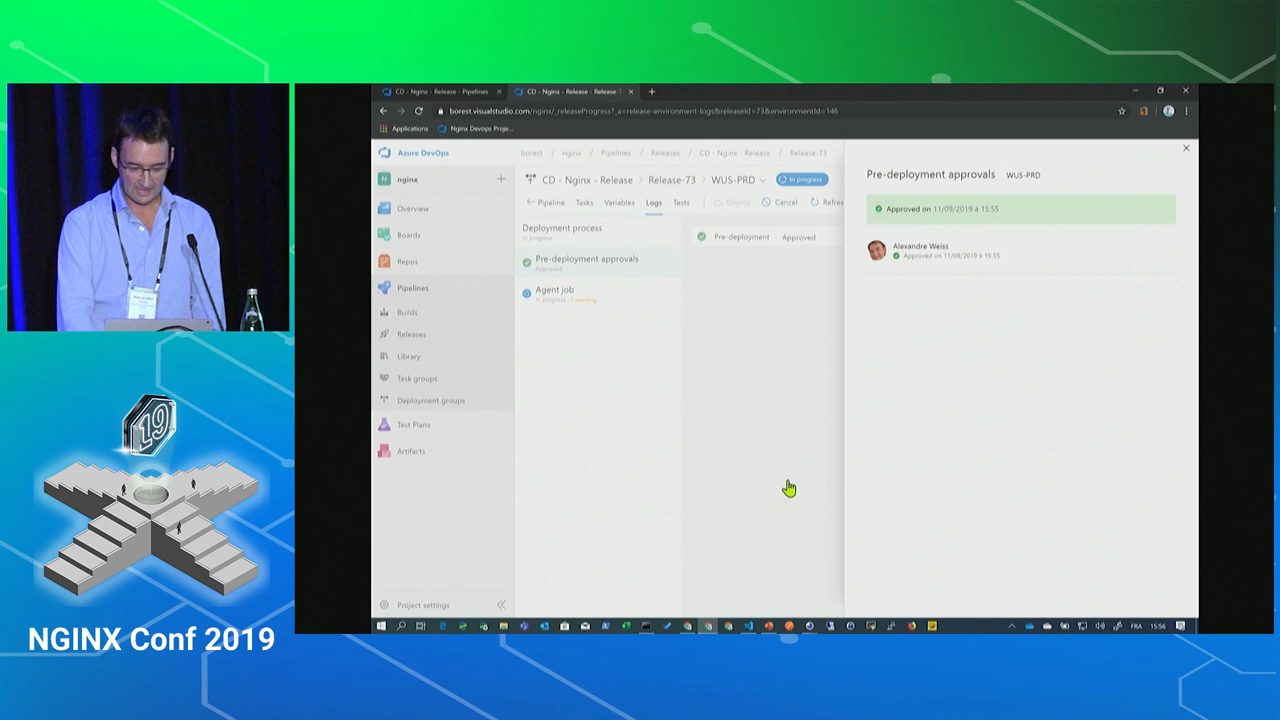 CD - Nginx - Release - Pipelines
CD - Nginx - Release - Release-7
borest.visualstudio.com/nginx/_releaseProgress?_a=release-environment-logs&releaseId=73&environmentId=146
Applications
Nginx Devops Proje...
Azure DevOps
borest / nginx / Pipelines / Releases / CD - Nginx - Release / Release-73
N nginx
CD - Nginx - Release > Release-73 > WUS-PRD
In progress
Pipeline Tasks Variables Logs Tests Deploy Cancel Refres
Overview
Boards
Repos
Pipelines
Builds
Releases
Library
Task groups
Deployment groups
Test Plans
Artifacts
Project settings
Deployment process
In progress
Pre-deployment approvals
Approved
Agent job
In progress · 1 warning
Pre-deployment · Approved
Pre-deployment approvals WUS-PRD
Approved on 11/09/2019 à 15:55
Alexandre Weiss
Approved on 11/09/2019 à 15:55
FRA 15:56
19
NGINX Conf 2019